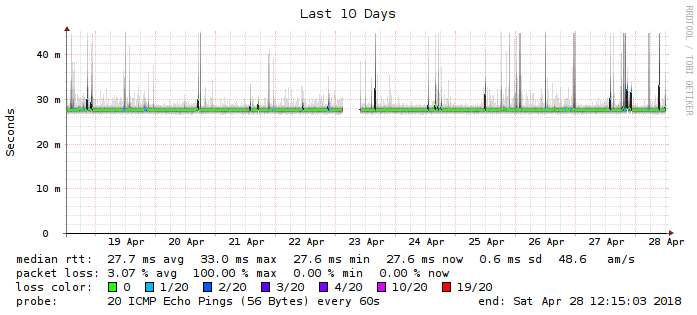 Last 10 Days
RRDTOOL / TOBI OETIKER
Seconds
40 m
30 m
20 m
10 m
0
19 Apr 20 Apr 21 Apr 22 Apr 23 Apr 24 Apr 25 Apr 26 Apr 27 Apr 28 Apr
median rtt: 27.7 ms avg 33.0 ms max 27.6 ms min 27.6 ms now 0.6 ms sd 48.6 am/s
packet loss: 3.07 % avg 100.00 % max 0.00 % min 0.00 % now
loss color: 0 1/20 2/20 3/20 4/20 10/20 19/20
probe: 20 ICMP Echo Pings (56 Bytes) every 60s end: Sat Apr 28 12:15:03 2018